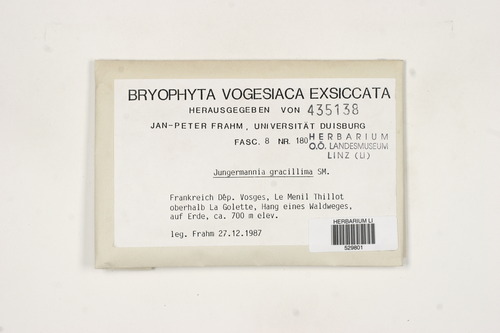 BRYOPHYTA VOGESIACA EXSICCATA
HERAUSGEGEBEN VON 435138
JAN-PETER FRAHM, UNIVERSITÄT DUISBURG
FASC. 8 NR. 180
HERBARIUM
O.Ö. LANDESMUSEUM
LINZ (LI)
Jungermannia gracillima SM.
Frankreich Dêp. Vosges, Le Menil Thillot
oberhalb La Golette, Hang eines Waldweges,
auf Erde, ca. 700 m elev.
leg. Frahm 27.12.1987
HERBARIUM LI
529801